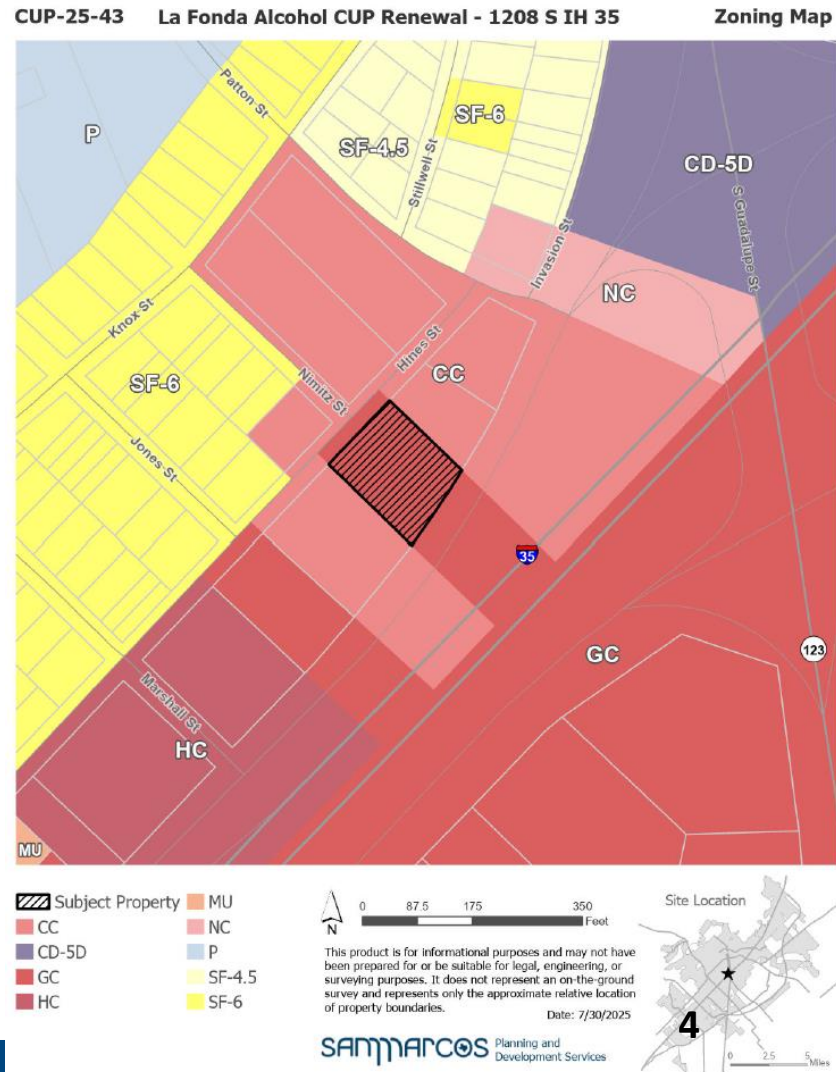 CUP-25-43 La Fonda Alcohol CUP Renewal - 1208 S IH 35 Zoning Map
Patton St
P
SF-4.5
SF-6
Stillwell St
CD-5D
S Guadalupe St
Invasion St
NC
Knox St
Hines St
SF-6
Nimitz St
CC
Jones St
35
GC
123
Marshall St
HC
MU
Subject Property
CC
CD-5D
GC
HC
MU
NC
P
SF-4.5
SF-6
N
0 87.5 175 350
Feet
This product is for informational purposes and may not have
been prepared for or be suitable for legal, engineering, or
surveying purposes. It does not represent an on-the-ground
survey and represents only the approximate relative location
of property boundaries.
Date: 7/30/2025
SANMARCOS Planning and
Development Services
Site Location
4
0 2.5 5
Miles